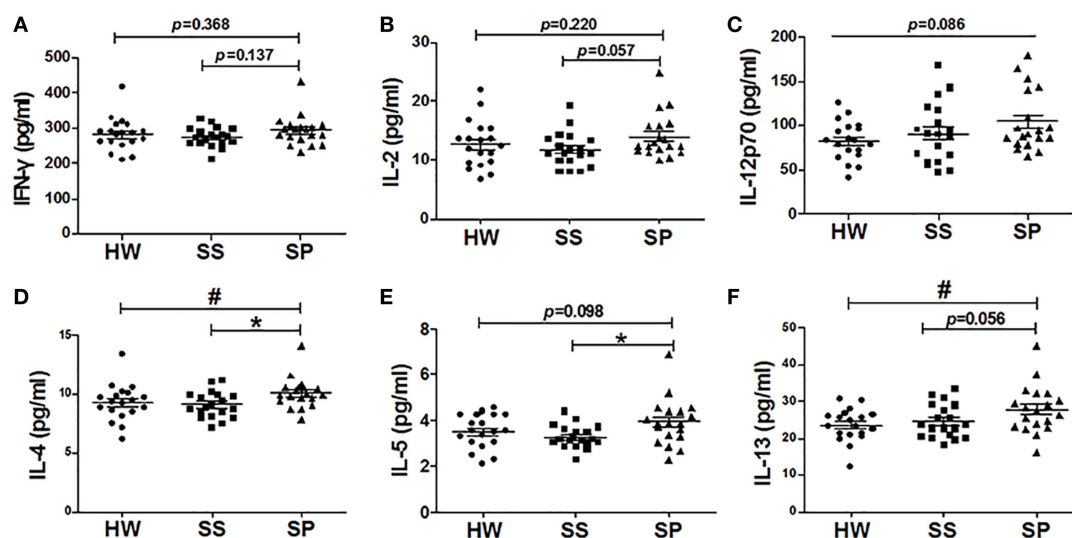 A
p=0.368
p=0.137
IFN-γ (pg/ml)
500
400
300
200
100
0
HW SS SP
B
p=0.220
p=0.057
IL-2 (pg/ml)
30
20
10
0
HW SS SP
C
p=0.086
IL-12p70 (pg/ml)
200
150
100
50
0
HW SS SP
D
#
*
IL-4 (pg/ml)
15
10
5
0
HW SS SP
E
p=0.098
*
IL-5 (pg/ml)
8
6
4
2
0
HW SS SP
F
#
p=0.056
IL-13 (pg/ml)
50
40
30
20
10
0
HW SS SP